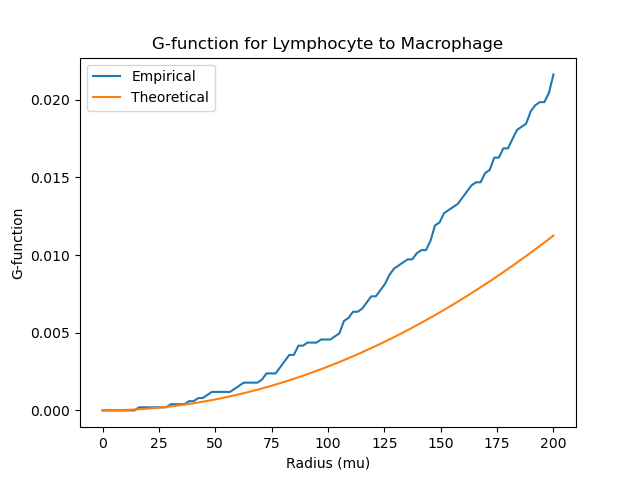 G-function for Lymphocyte to Macrophage
Empirical
Theoretical
G-function
0.020
0.015
0.010
0.005
0.000
0
25
50
75
100
125
150
175
200
Radius (mu)